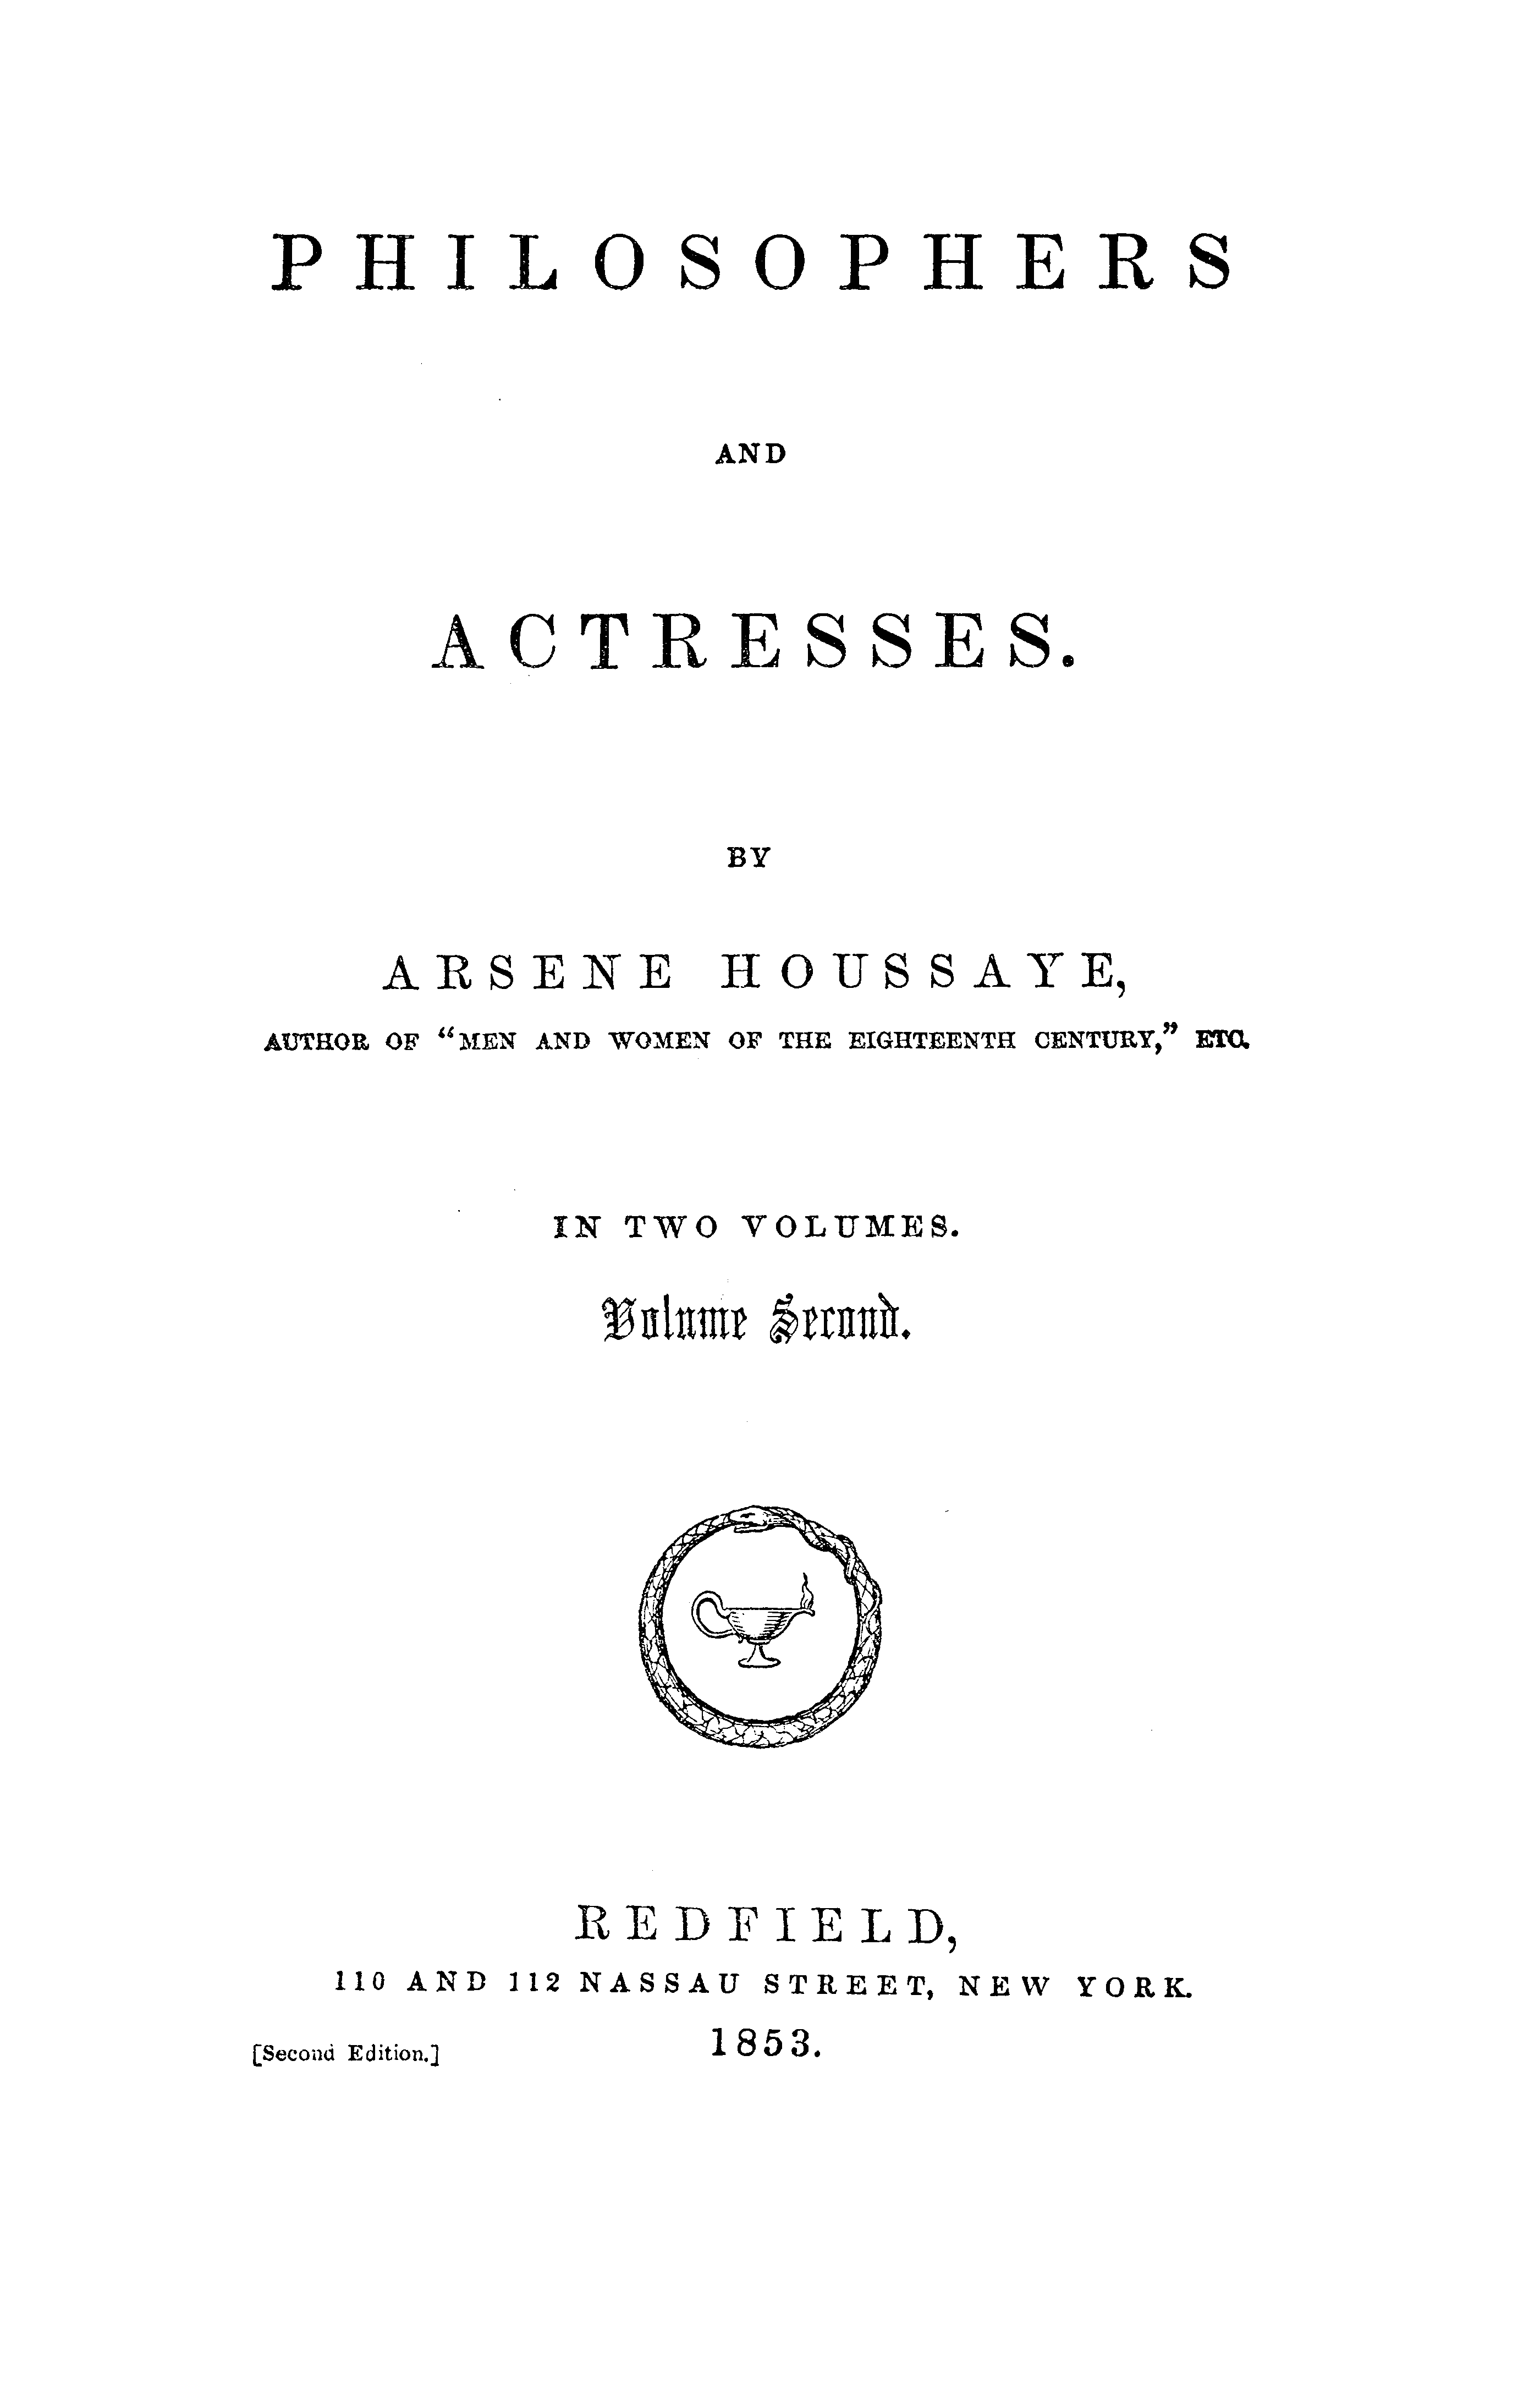 PHILOSOPHERS
AND
ACTRESSES.
BY
ARSENE HOUSSAYE,
AUTHOR OF “MEN AND WOMEN OF THE EIGHTEENTH CENTURY,” ETC.
IN TWO VOLUMES.
Volume Second.
REDFIELD,
110 AND 112 NASSAU STREET, NEW YORK.
1853.
[Second Edition.]